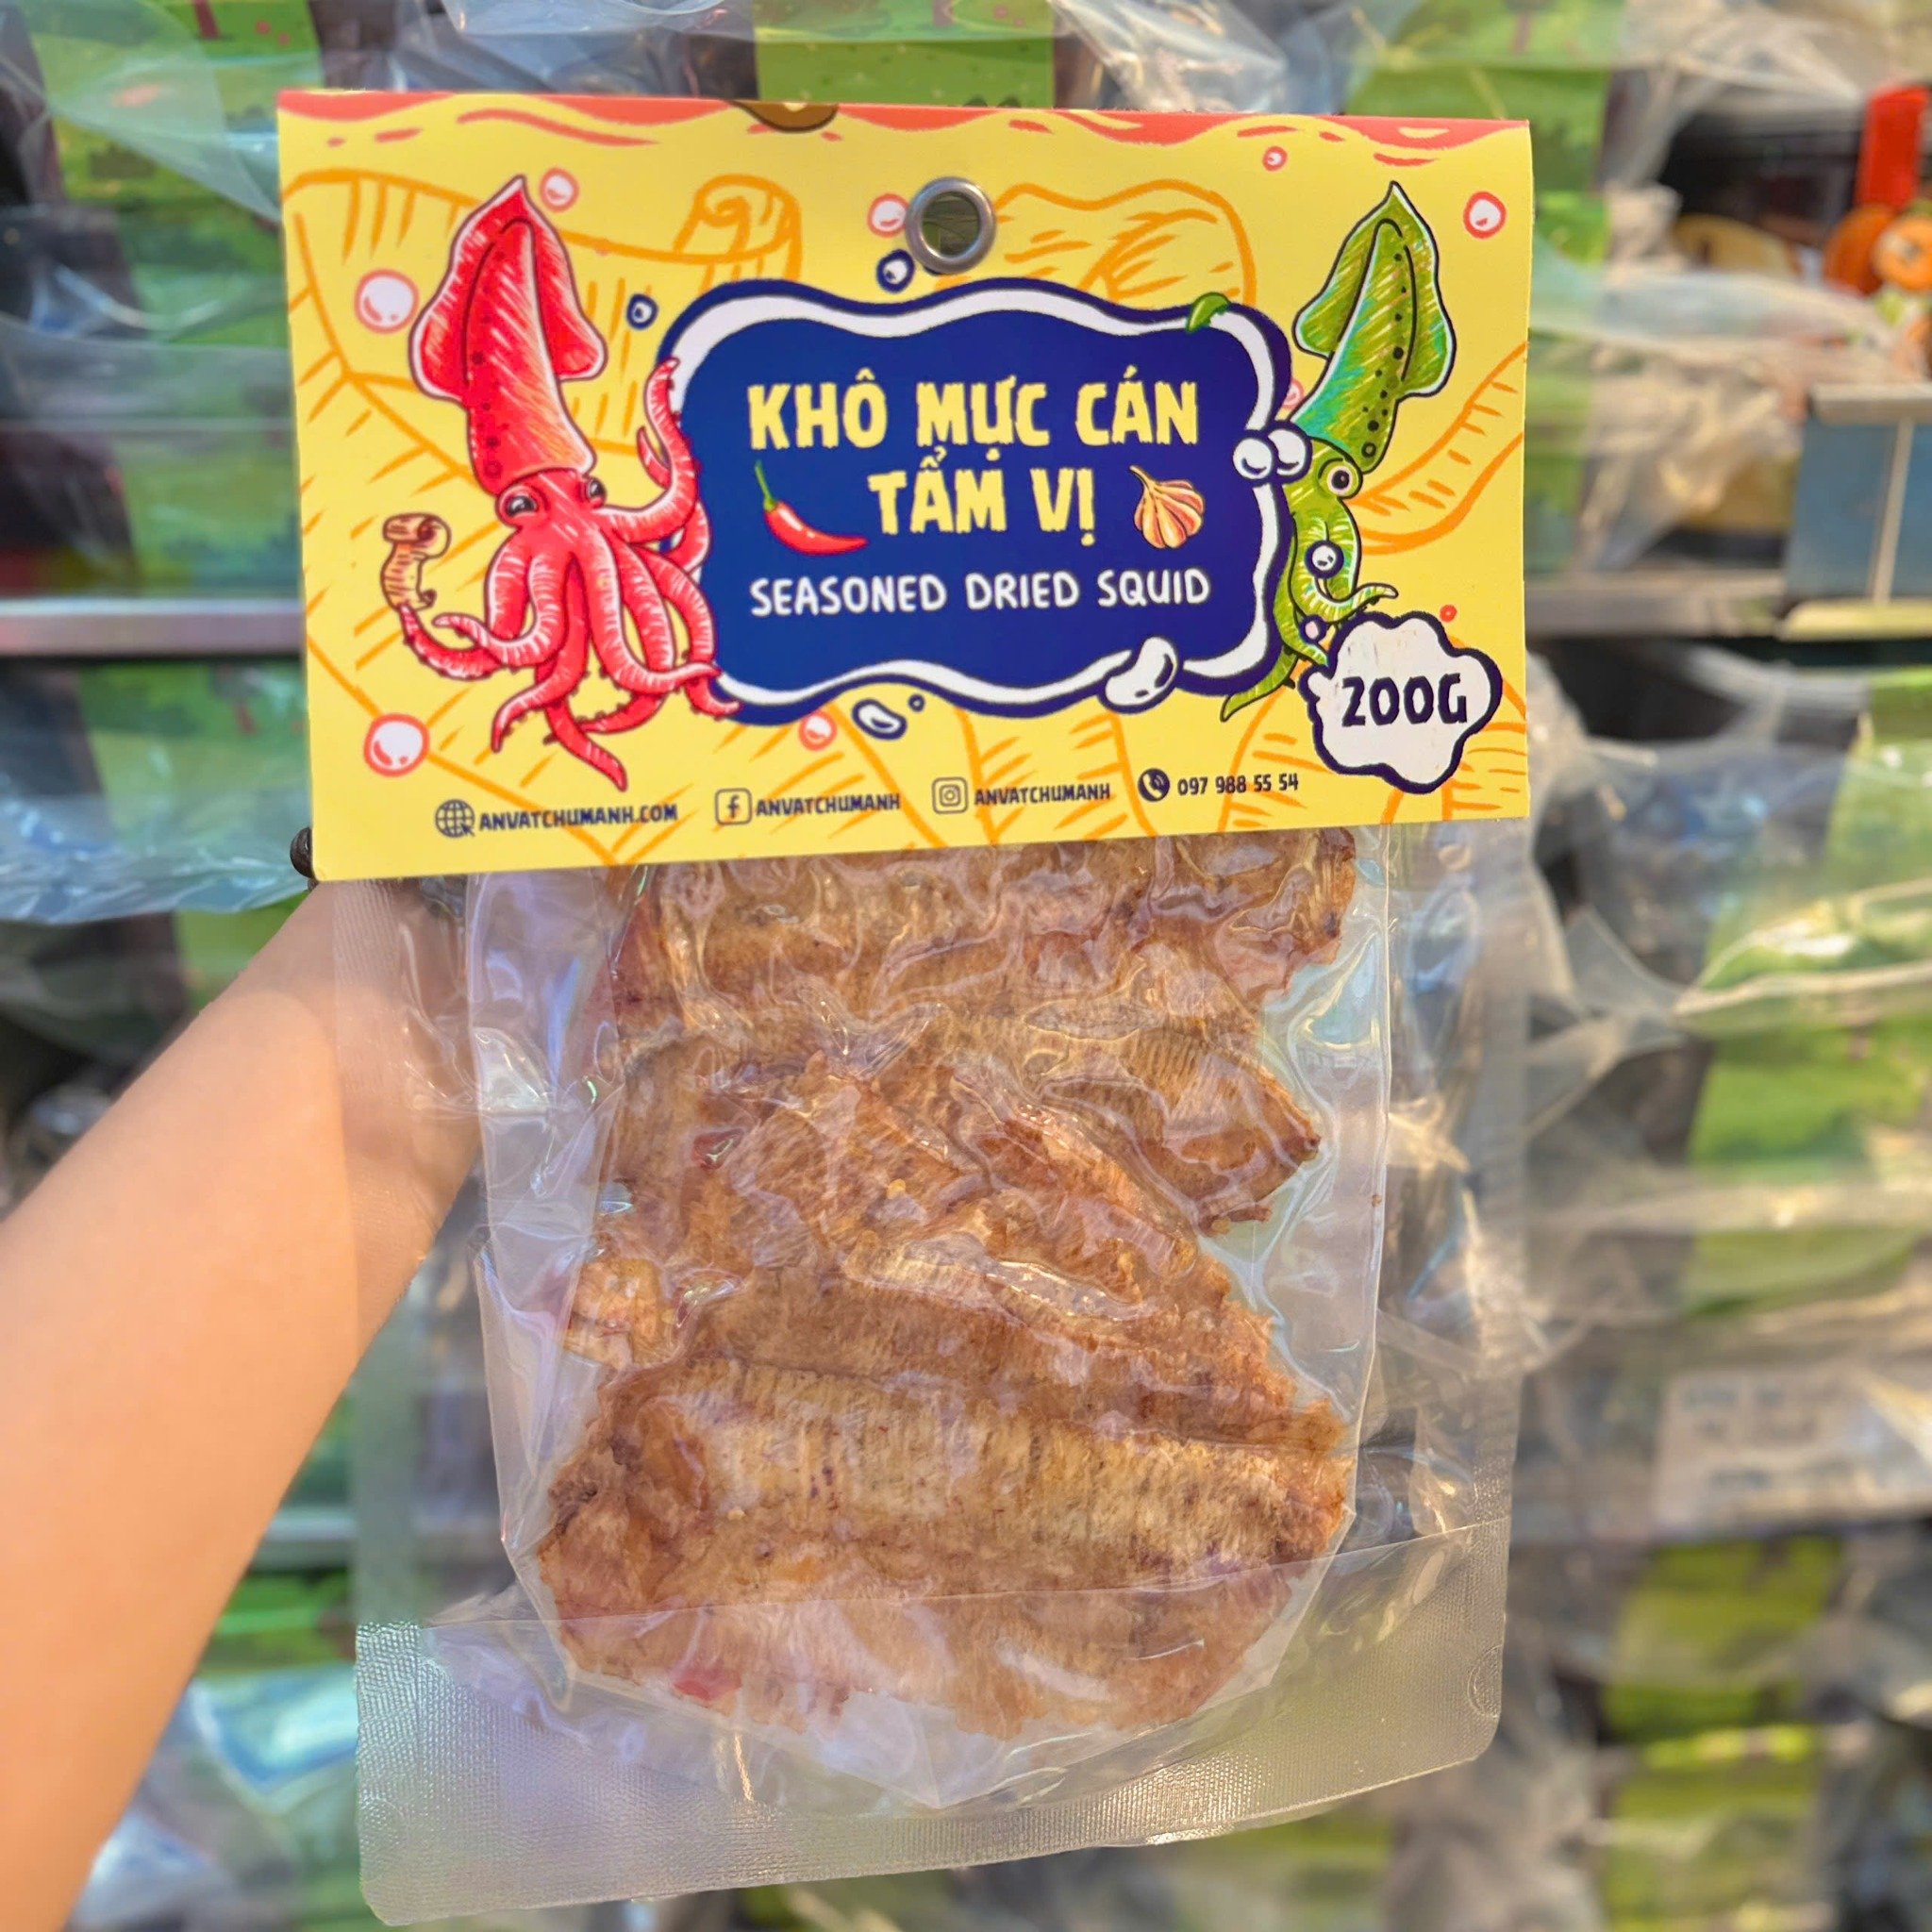 KHÔ MỰC CÁN
TẨM VỊ
SEASONED DRIED SQUID
200G
ANVATCHUMANH.COM
ANVATCHUMANH
ANVATCHUMANH
097 988 55 54